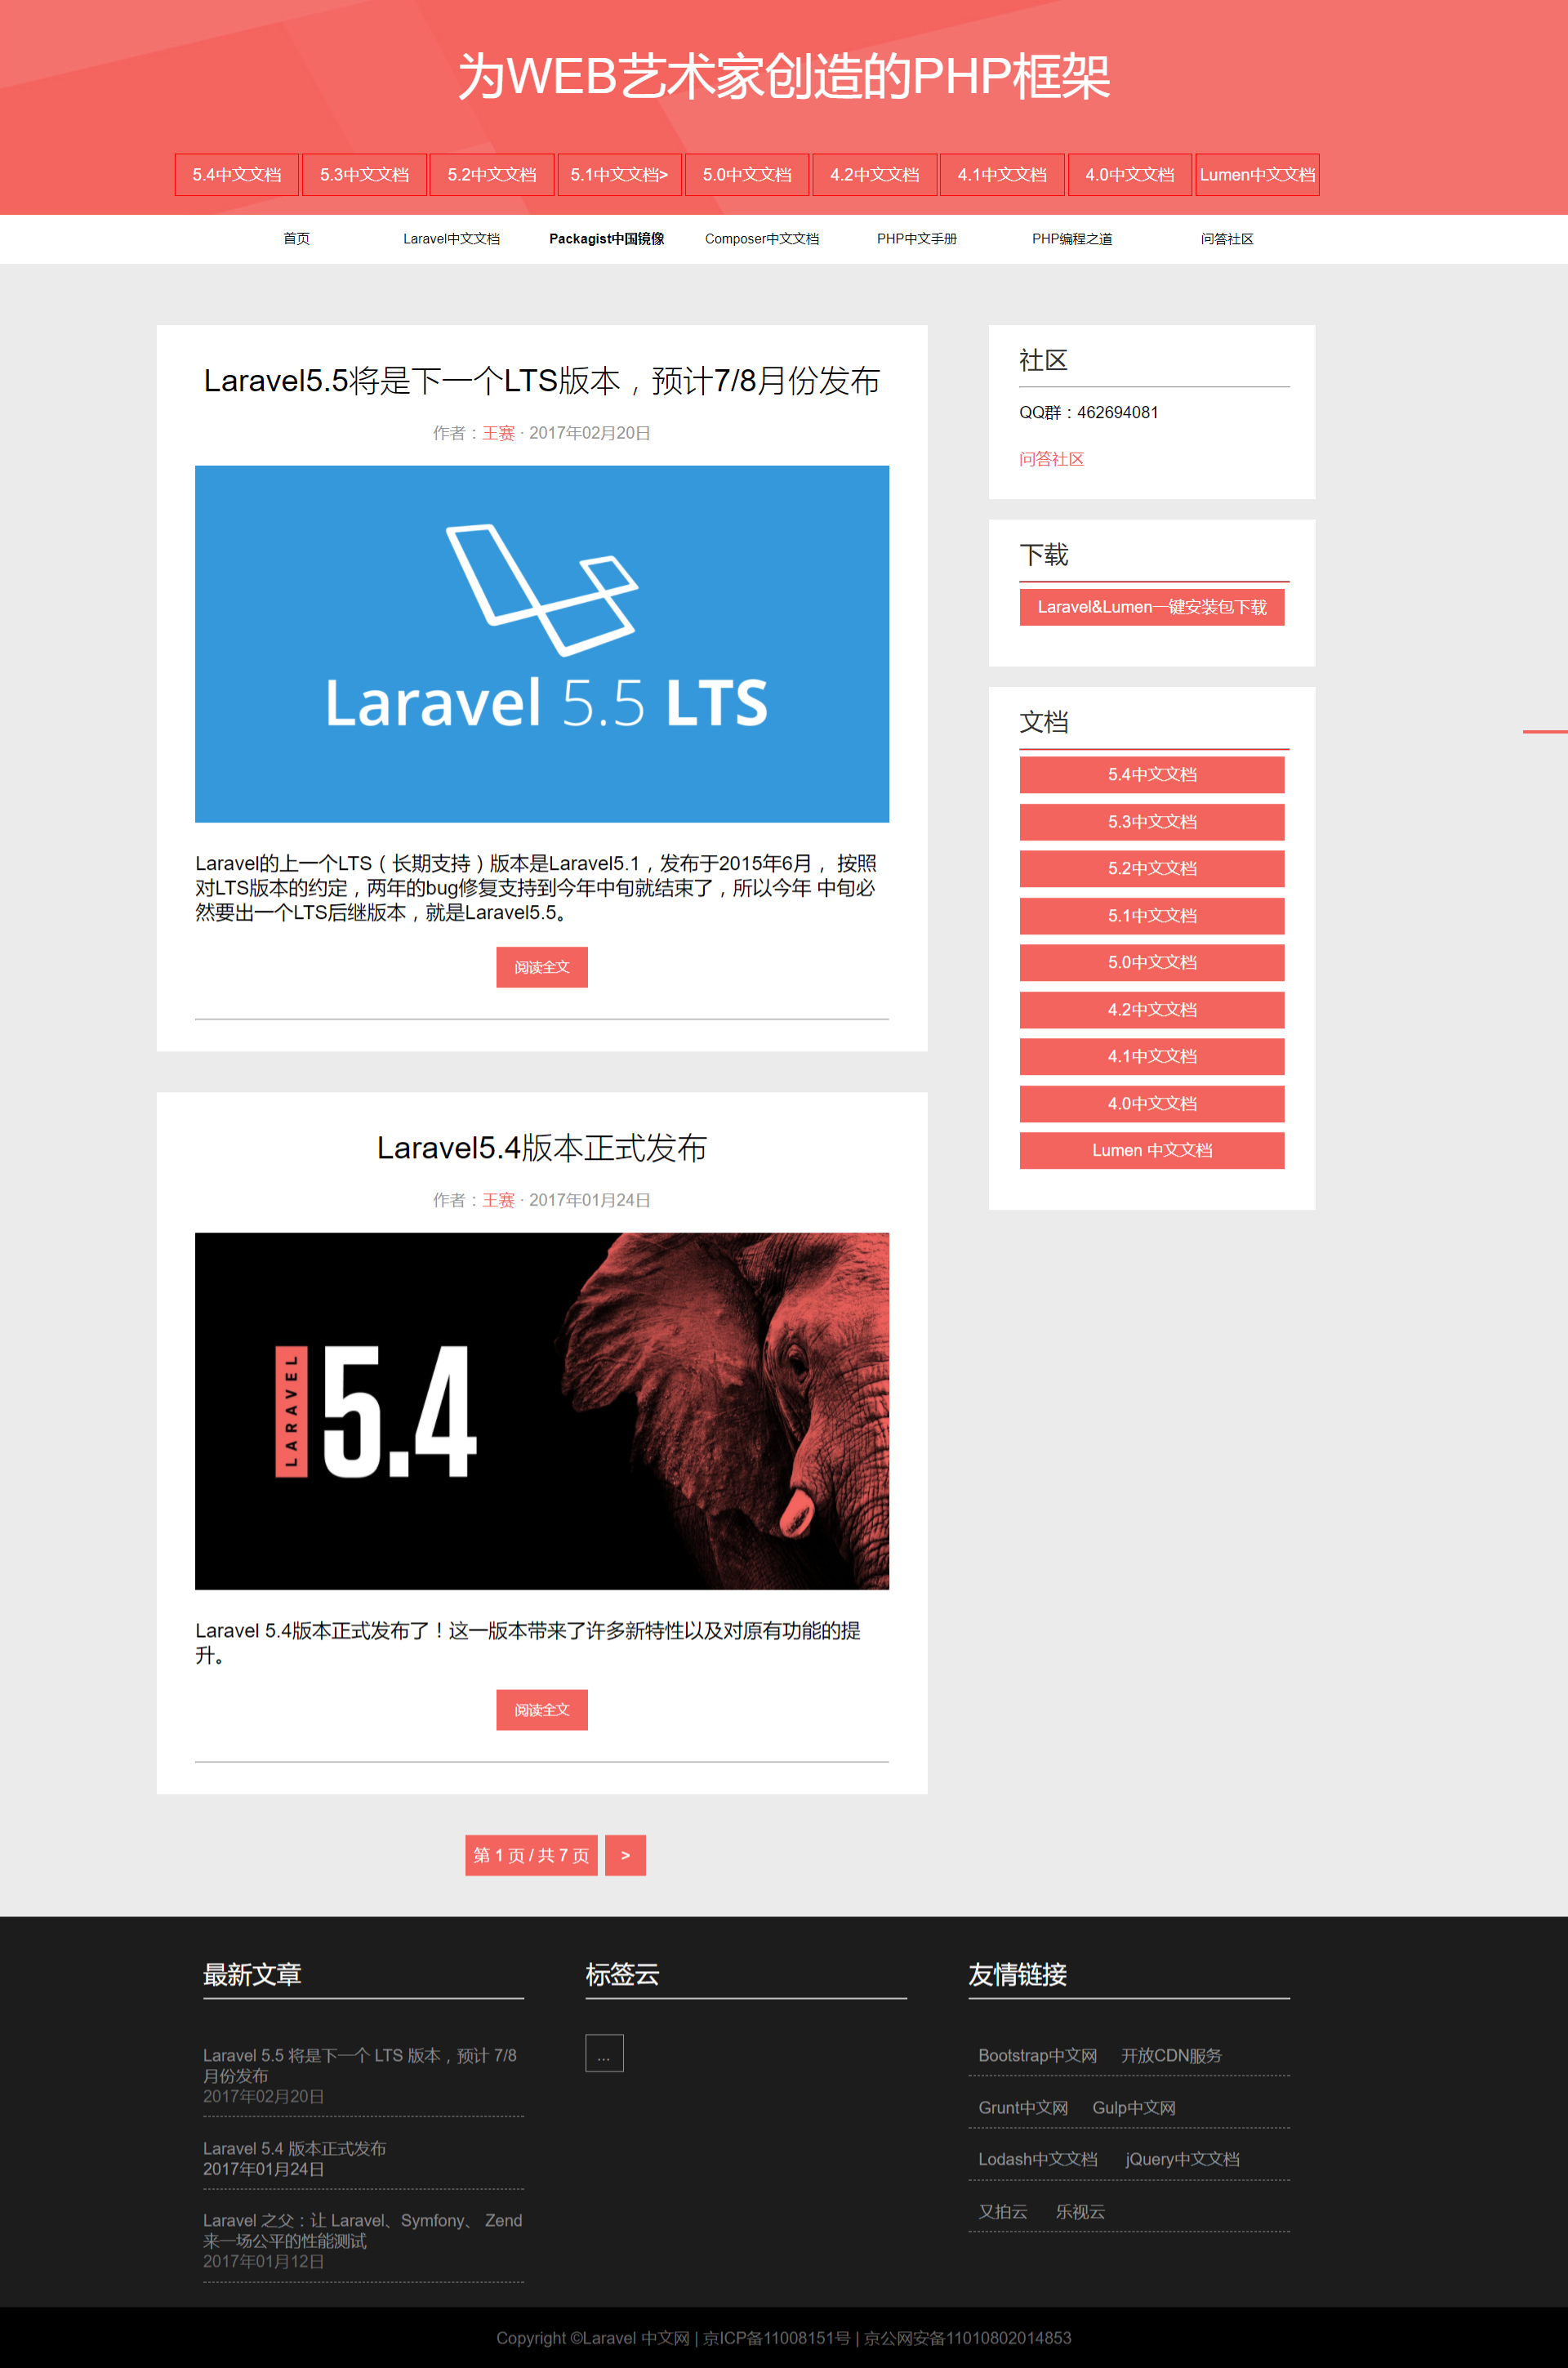 为WEB艺术家创造的PHP框架
5.4中文文档 5.3中文文档 5.2中文文档 5.1中文文档> 5.0中文文档 4.2中文文档 4.1中文文档 4.0中文文档 Lumen中文文档
首页 Laravel中文文档 Packagist中国镜像 Composer中文文档 PHP中文手册 PHP编程之道 问答社区
Laravel5.5将是下一个LTS版本，预计7/8月份发布
作者：王赛 · 2017年02月20日
Laravel 5.5 LTS
Laravel的上一个LTS（长期支持）版本是Laravel5.1，发布于2015年6月， 按照
对LTS版本的约定，两年的bug修复支持到今年中旬就结束了，所以今年 中旬必
然要出一个LTS后继版本，就是Laravel5.5。
阅读全文
Laravel5.4版本正式发布
作者：王赛 · 2017年01月24日
LARAVEL
5.4
Laravel 5.4版本正式发布了！这一版本带来了许多新特性以及对原有功能的提
升。
阅读全文
第 1 页 / 共 7 页 >
社区
QQ群：462694081
问答社区
下载
Laravel&Lumen一键安装包下载
文档
5.4中文文档
5.3中文文档
5.2中文文档
5.1中文文档
5.0中文文档
4.2中文文档
4.1中文文档
4.0中文文档
Lumen 中文文档
最新文章
Laravel 5.5 将是下一个 LTS 版本，预计 7/8
月份发布
2017年02月20日
Laravel 5.4 版本正式发布
2017年01月24日
Laravel 之父：让 Laravel、Symfony、 Zend
来一场公平的性能测试
2017年01月12日
标签云
...
友情链接
Bootstrap中文网 开放CDN服务
Grunt中文网 Gulp中文网
Lodash中文文档 jQuery中文文档
又拍云 乐视云
Copyright ©Laravel 中文网 | 京ICP备11008151号 | 京公网安备11010802014853